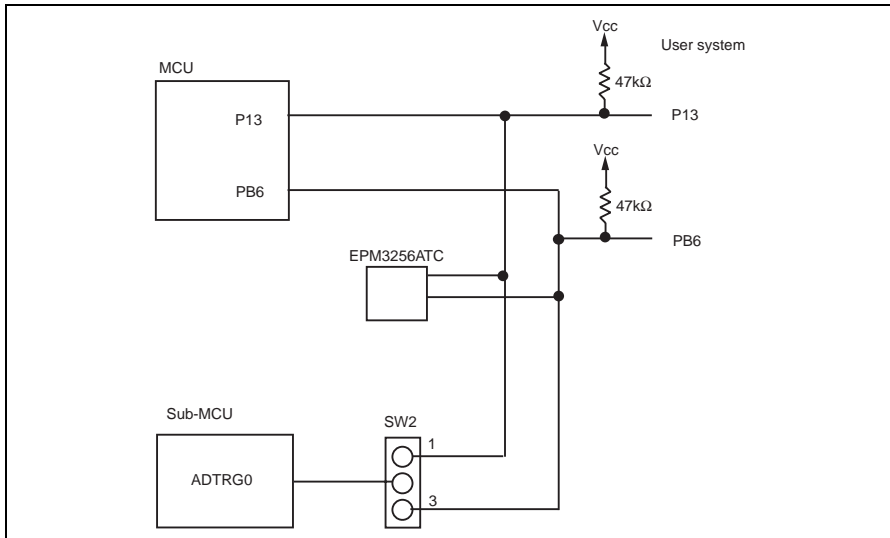 Vcc
User system
MCU
47kΩ
P13
P13
Vcc
PB6
47kΩ
PB6
EPM3256ATC
Sub-MCU
SW2
1
ADTRG0
3